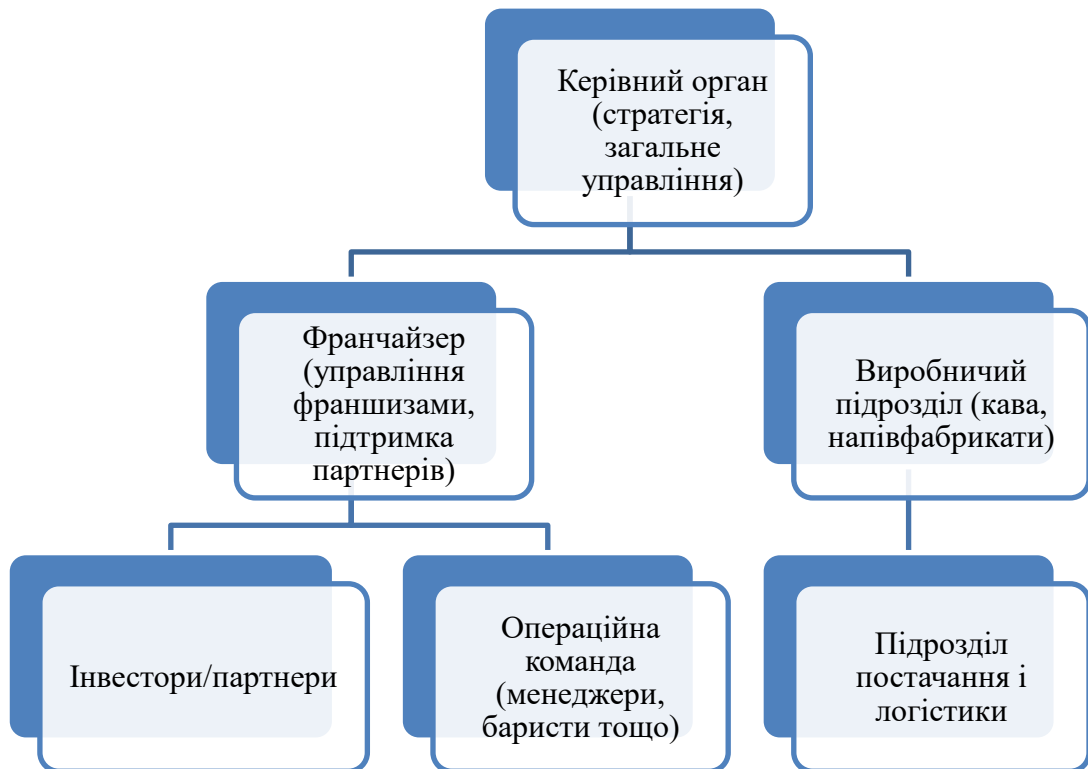 Керівний орган
(стратегія,
загальне
управління)
Франчайзер
(управління
франшизами,
підтримка
партнерів)
Виробничий
підрозділ (кава,
напівфабрикати)
Інвестори/партнери
Операційна
команда
(менеджери,
баристи тощо)
Підрозділ
постачання і
логістики